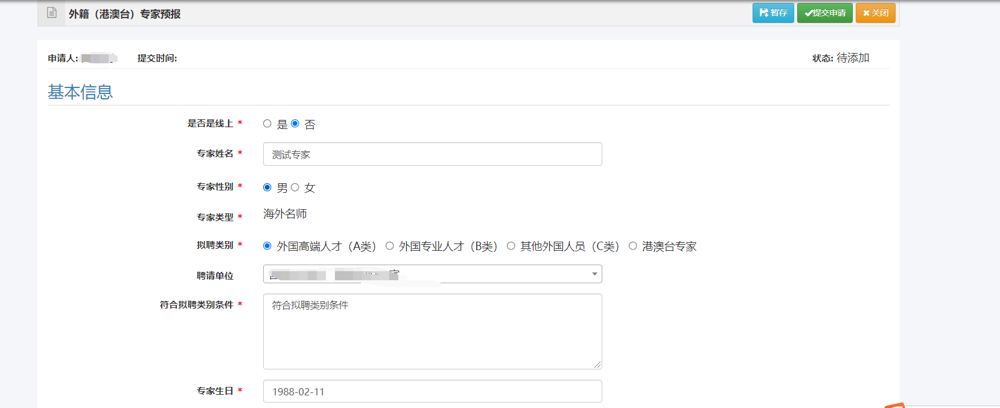 外籍（港澳台）专家预报
暂存 提交申请 关闭
申请人: 提交时间: 状态: 待添加
基本信息
是否是线上 * 是 否
专家姓名 * 测试专家
专家性别 * 男 女
专家类型 * 海外名师
拟聘类别 * 外国高端人才（A类） 外国专业人才（B类） 其他外国人员（C类） 港澳台专家
聘请单位
符合拟聘类别条件 * 符合拟聘类别条件
专家生日 * 1988-02-11